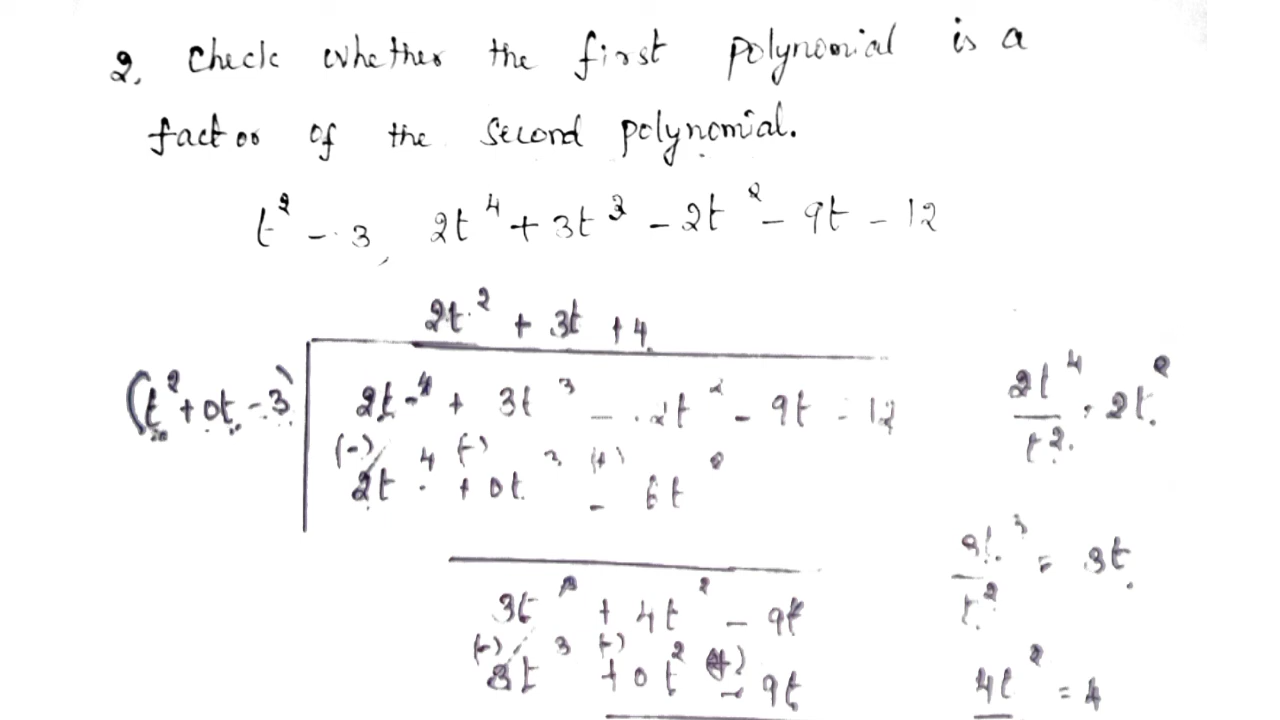 2. Check whether the first polynomial is a
factor of the second polynomial.
t² - 3, 2t⁴ + 3t³ - 2t² - 9t - 12
2t² + 3t + 4
(t² + 0t - 3) 2t⁴ + 3t³ - 2t² - 9t - 12
(-) (-) (+)
2t⁴ + 0t³ - 6t²
3t³ + 4t² - 9t
(-) (-) (+)
3t³ + 0t² - 9t
2t⁴/t² = 2t²
3t³/t² = 3t
4t² = 4